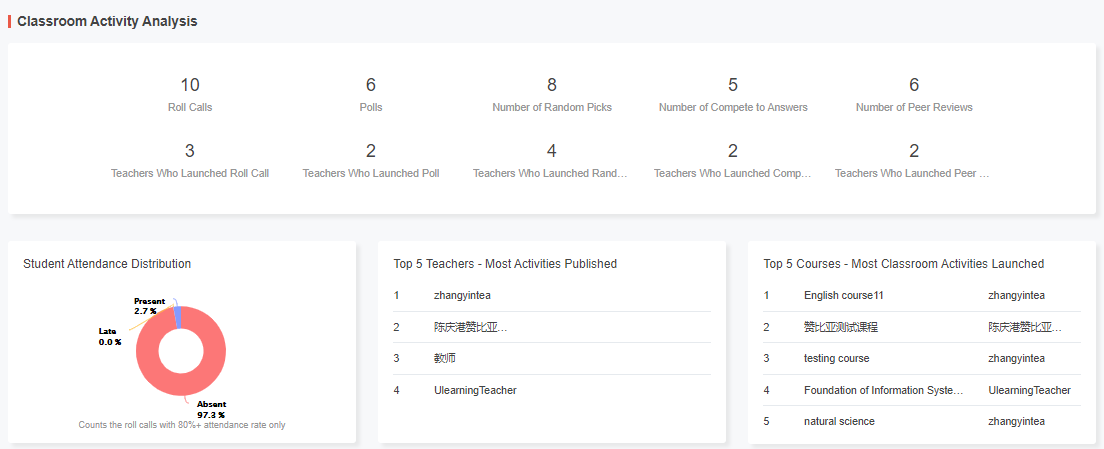 Classroom Activity Analysis
10 6 8 5 6
Roll Calls Polls Number of Random Picks Number of Compete to Answers Number of Peer Reviews
3 2 4 2 2
Teachers Who Launched Roll Call Teachers Who Launched Poll Teachers Who Launched Rand... Teachers Who Launched Comp... Teachers Who Launched Peer ...
Student Attendance Distribution
Present
2.7 %
Late
0.0 %
Absent
97.3 %
Counts the roll calls with 80%+ attendance rate only
Top 5 Teachers - Most Activities Published
1 zhangyintea
2 陈庆港赞比亚...
3 教师
4 UlearningTeacher
Top 5 Courses - Most Classroom Activities Launched
1 English course11 zhangyintea
2 赞比亚测试课程 陈庆港赞比亚...
3 testing course zhangyintea
4 Foundation of Information Syste... UlearningTeacher
5 natural science zhangyintea